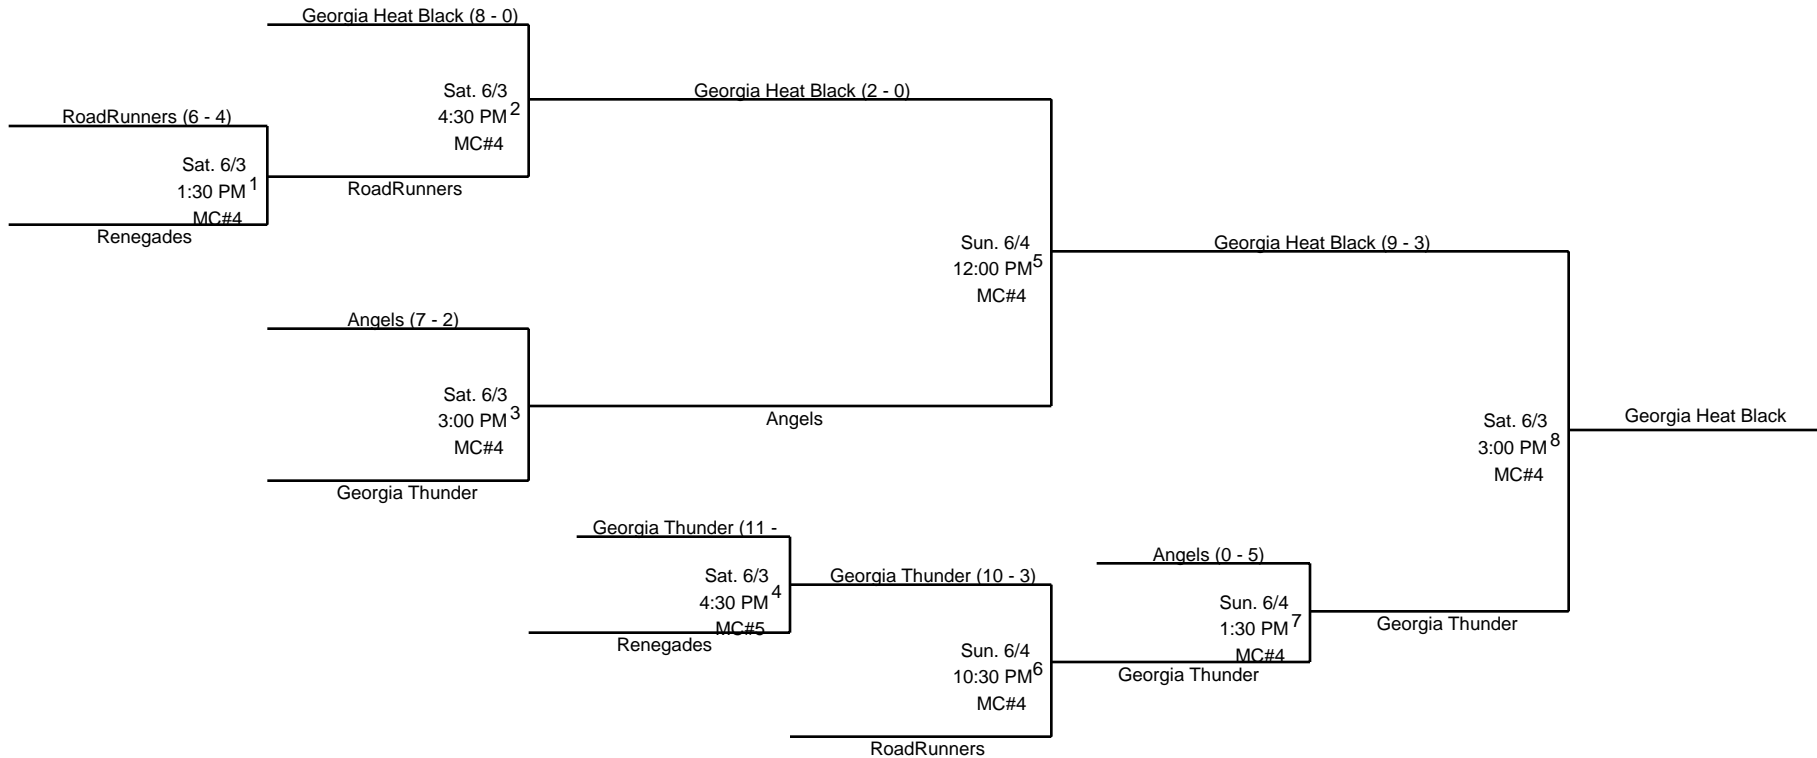 Georgia Heat Black (8 - 0)
Sat. 6/3
4:30 PM 2
MC#4
RoadRunners (6 - 4)
Sat. 6/3
1:30 PM 1
MC#4
Renegades
RoadRunners
Georgia Heat Black (2 - 0)
Sun. 6/4
12:00 PM 5
MC#4
Angels (7 - 2)
Sat. 6/3
3:00 PM 3
MC#4
Georgia Thunder
Angels
Georgia Heat Black (9 - 3)
Sat. 6/3
3:00 PM 8
MC#4
Georgia Heat Black
Georgia Thunder (11 -
Sat. 6/3
4:30 PM 4
MC#5
Renegades
Georgia Thunder (10 - 3)
Sun. 6/4
10:30 PM 6
MC#4
RoadRunners
Angels (0 - 5)
Sun. 6/4
1:30 PM 7
MC#4
Georgia Thunder
Georgia Thunder